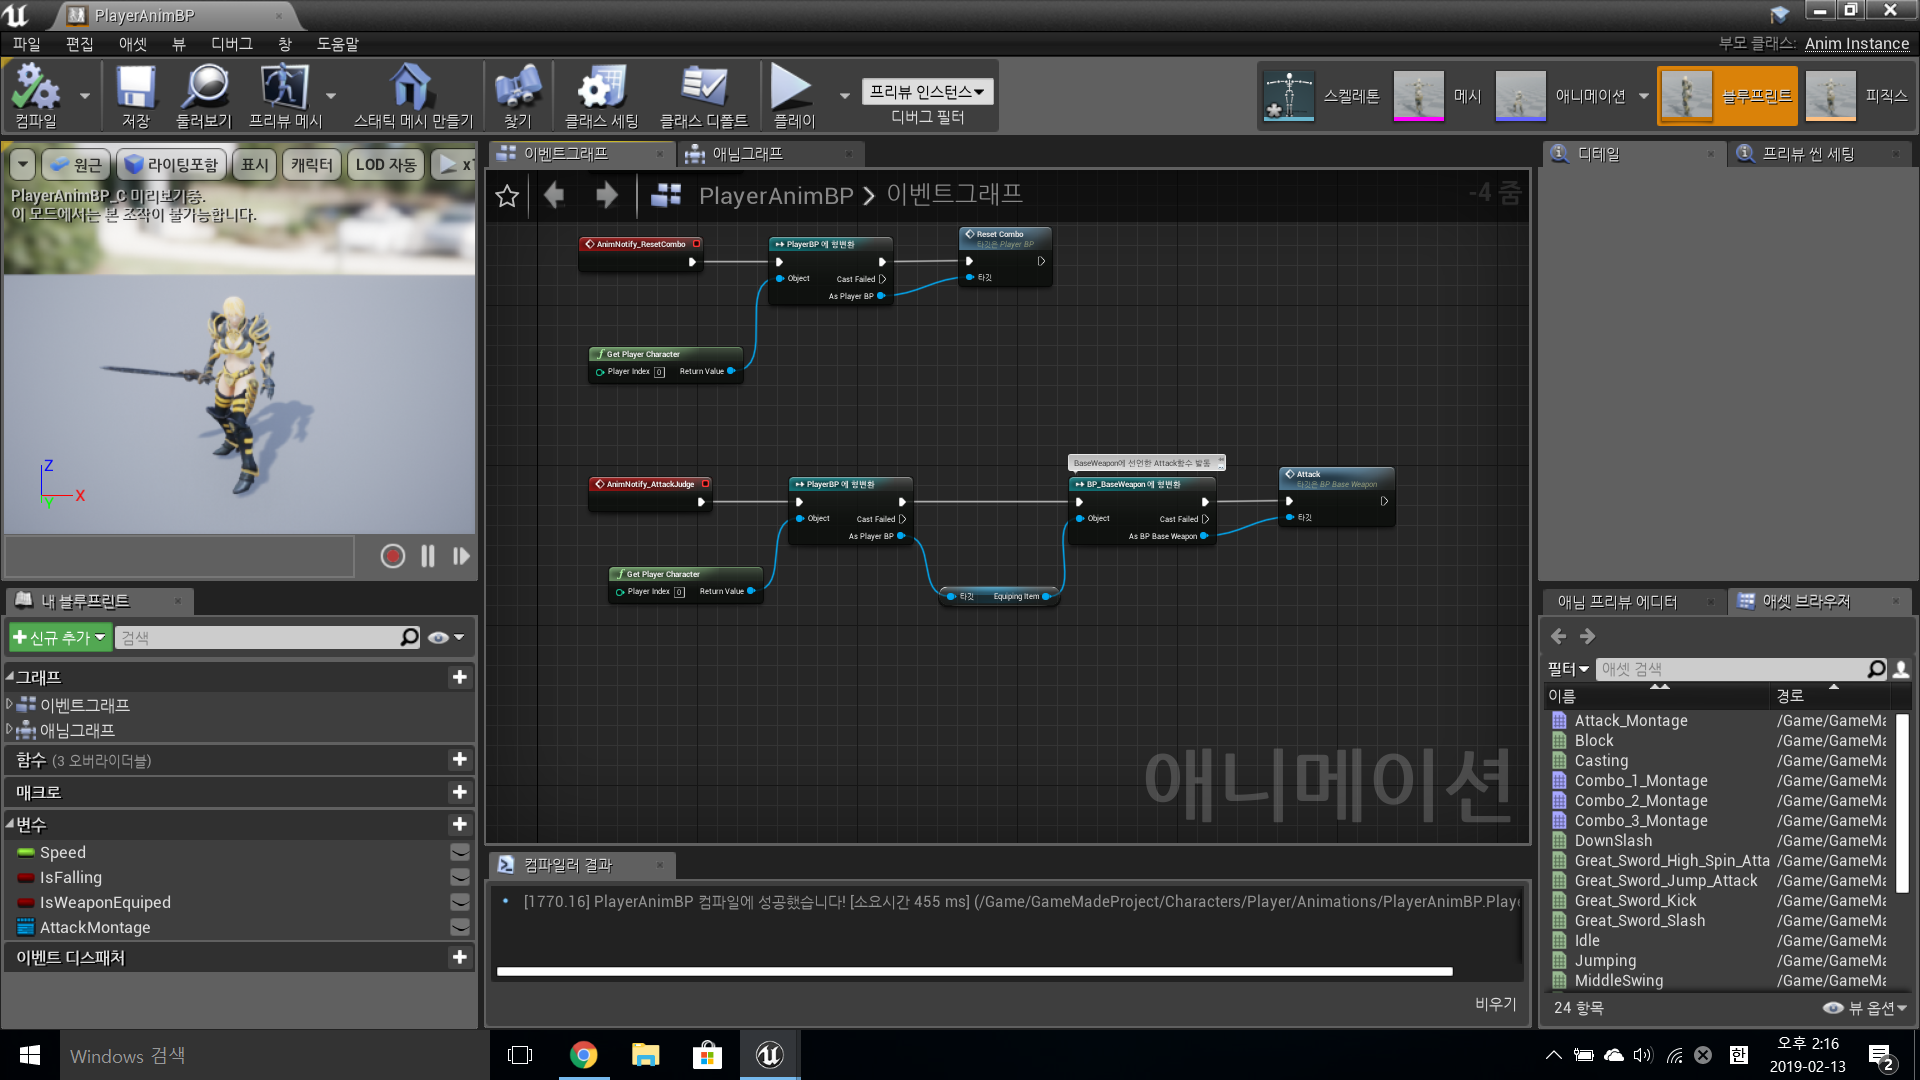 PlayerAnimBP
파일 편집 애셋 뷰 디버그 창 도움말
부모 클래스: Anim Instance
컴파일 저장 둘러보기 프리뷰 메시 스태틱 메시 만들기 찾기 클래스 세팅 클래스 디폴트 플레이
프리뷰 인스턴스
디버그 필터
스켈레톤 메시 애니메이션 블루프린트 피직스
원근 라이팅포함 표시 캐릭터 LOD 자동
PlayerAnimBP_C 미리보기중.
이 모드에서는 본 조작이 불가능합니다.
Z
X
Y
이벤트그래프 애님그래프
PlayerAnimBP > 이벤트그래프
-4 줌
AnimNotify_ResetCombo
PlayerBP 에 형변환
Object
Cast Failed
As Player BP
Reset Combo
타깃은 Player BP
타깃
Get Player Character
Player Index 0 Return Value
BaseWeapon에 선언한 Attack함수 발동
AnimNotify_AttackJudge
PlayerBP 에 형변환
Object
Cast Failed
As Player BP
BP_BaseWeapon 에 형변환
Object
Cast Failed
As BP Base Weapon
Attack
타깃은 BP Base Weapon
타깃
Get Player Character
Player Index 0 Return Value
타깃 Equiping Item
애니메이션
컴파일러 결과
[1770.16] PlayerAnimBP 컴파일에 성공했습니다! [소요시간 455 ms] (/Game/GameMadeProject/Characters/Player/Animations/PlayerAnimBP.Playe
비우기
내 블루프린트
신규 추가
검색
그래프
이벤트그래프
애님그래프
함수 (3 오버라이더블)
매크로
변수
Speed
IsFalling
IsWeaponEquiped
AttackMontage
이벤트 디스패처
디테일 프리뷰 씬 세팅
애님 프리뷰 에디터 애셋 브라우저
필터 애셋 검색
이름 경로
Attack_Montage /Game/GameMa
Block /Game/GameMa
Casting /Game/GameMa
Combo_1_Montage /Game/GameMa
Combo_2_Montage /Game/GameMa
Combo_3_Montage /Game/GameMa
DownSlash /Game/GameMa
Great_Sword_High_Spin_Atta /Game/GameMa
Great_Sword_Jump_Attack /Game/GameMa
Great_Sword_Kick /Game/GameMa
Great_Sword_Slash /Game/GameMa
Idle /Game/GameMa
Jumping /Game/GameMa
MiddleSwing /Game/GameMa
24 항목
뷰 옵션
Windows 검색
한
오후 2:16
2019-02-13
2